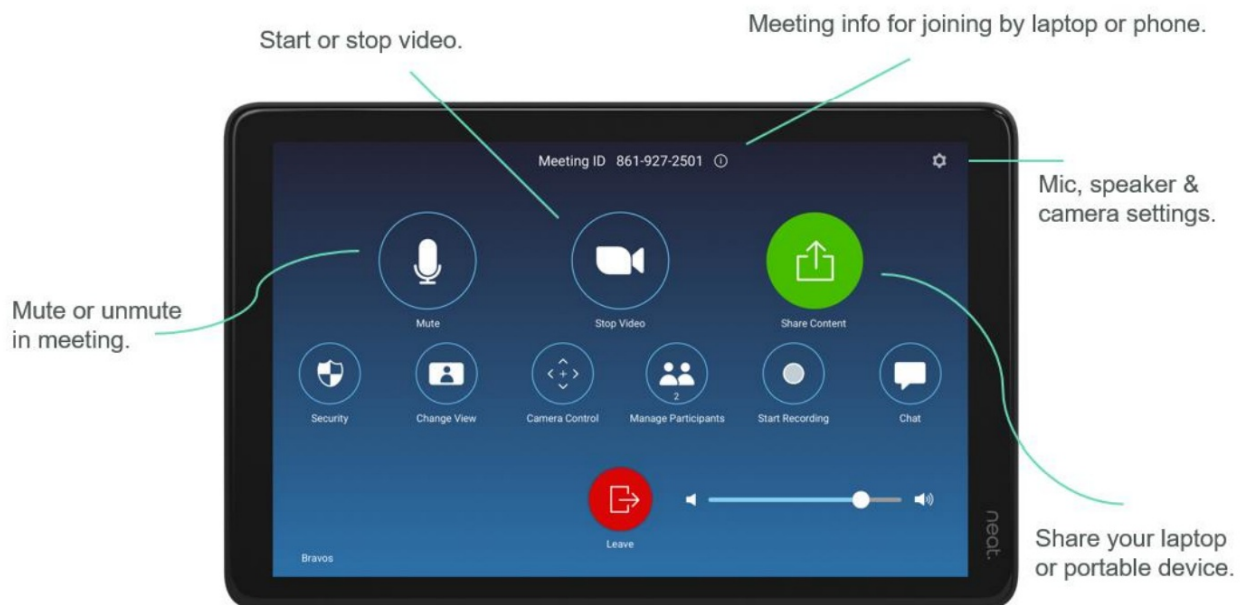 Start or stop video.
Meeting info for joining by laptop or phone.
Meeting ID 861-927-2501
Mic, speaker &
camera settings.
Mute or unmute
in meeting.
Mute
Stop Video
Share Content
Security
Change View
Camera Control
2
Manage Participants
Start Recording
Chat
Leave
Bravos
neat.
Share your laptop
or portable device.